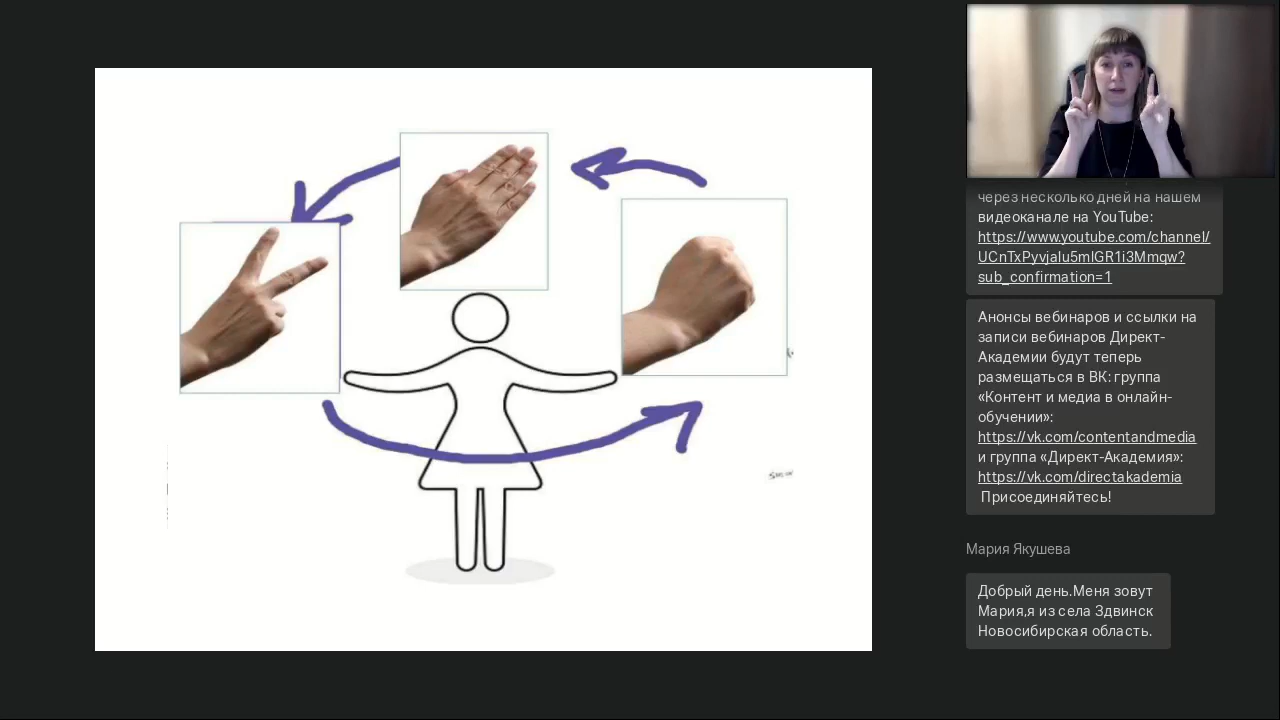 через несколько дней на нашем
видеоканале на YouTube:
https://www.youtube.com/channel/
UCnTxPyvjaIu5mIGR1i3Mmqw?
sub_confirmation=1
Анонсы вебинаров и ссылки на
записи вебинаров Директ-
Академии будут теперь
размещаться в ВК: группа
«Контент и медиа в онлайн-
обучении»:
https://vk.com/contentandmedia
и группа «Директ-Академия»:
https://vk.com/directakademia
Присоединяйтесь!
Мария Якушева
Добрый день.Меня зовут
Мария,я из села Здвинск
Новосибирская область.